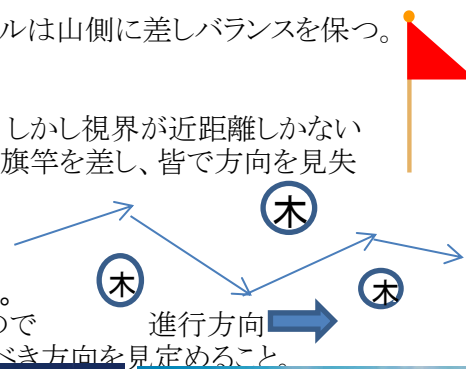 ルは山側に差しバランスを保つ。
しかし視界が近距離しかない
旗竿を差し、皆で方向を見失
木
木
木
。
ので 進行方向
べき方向を見定めること。